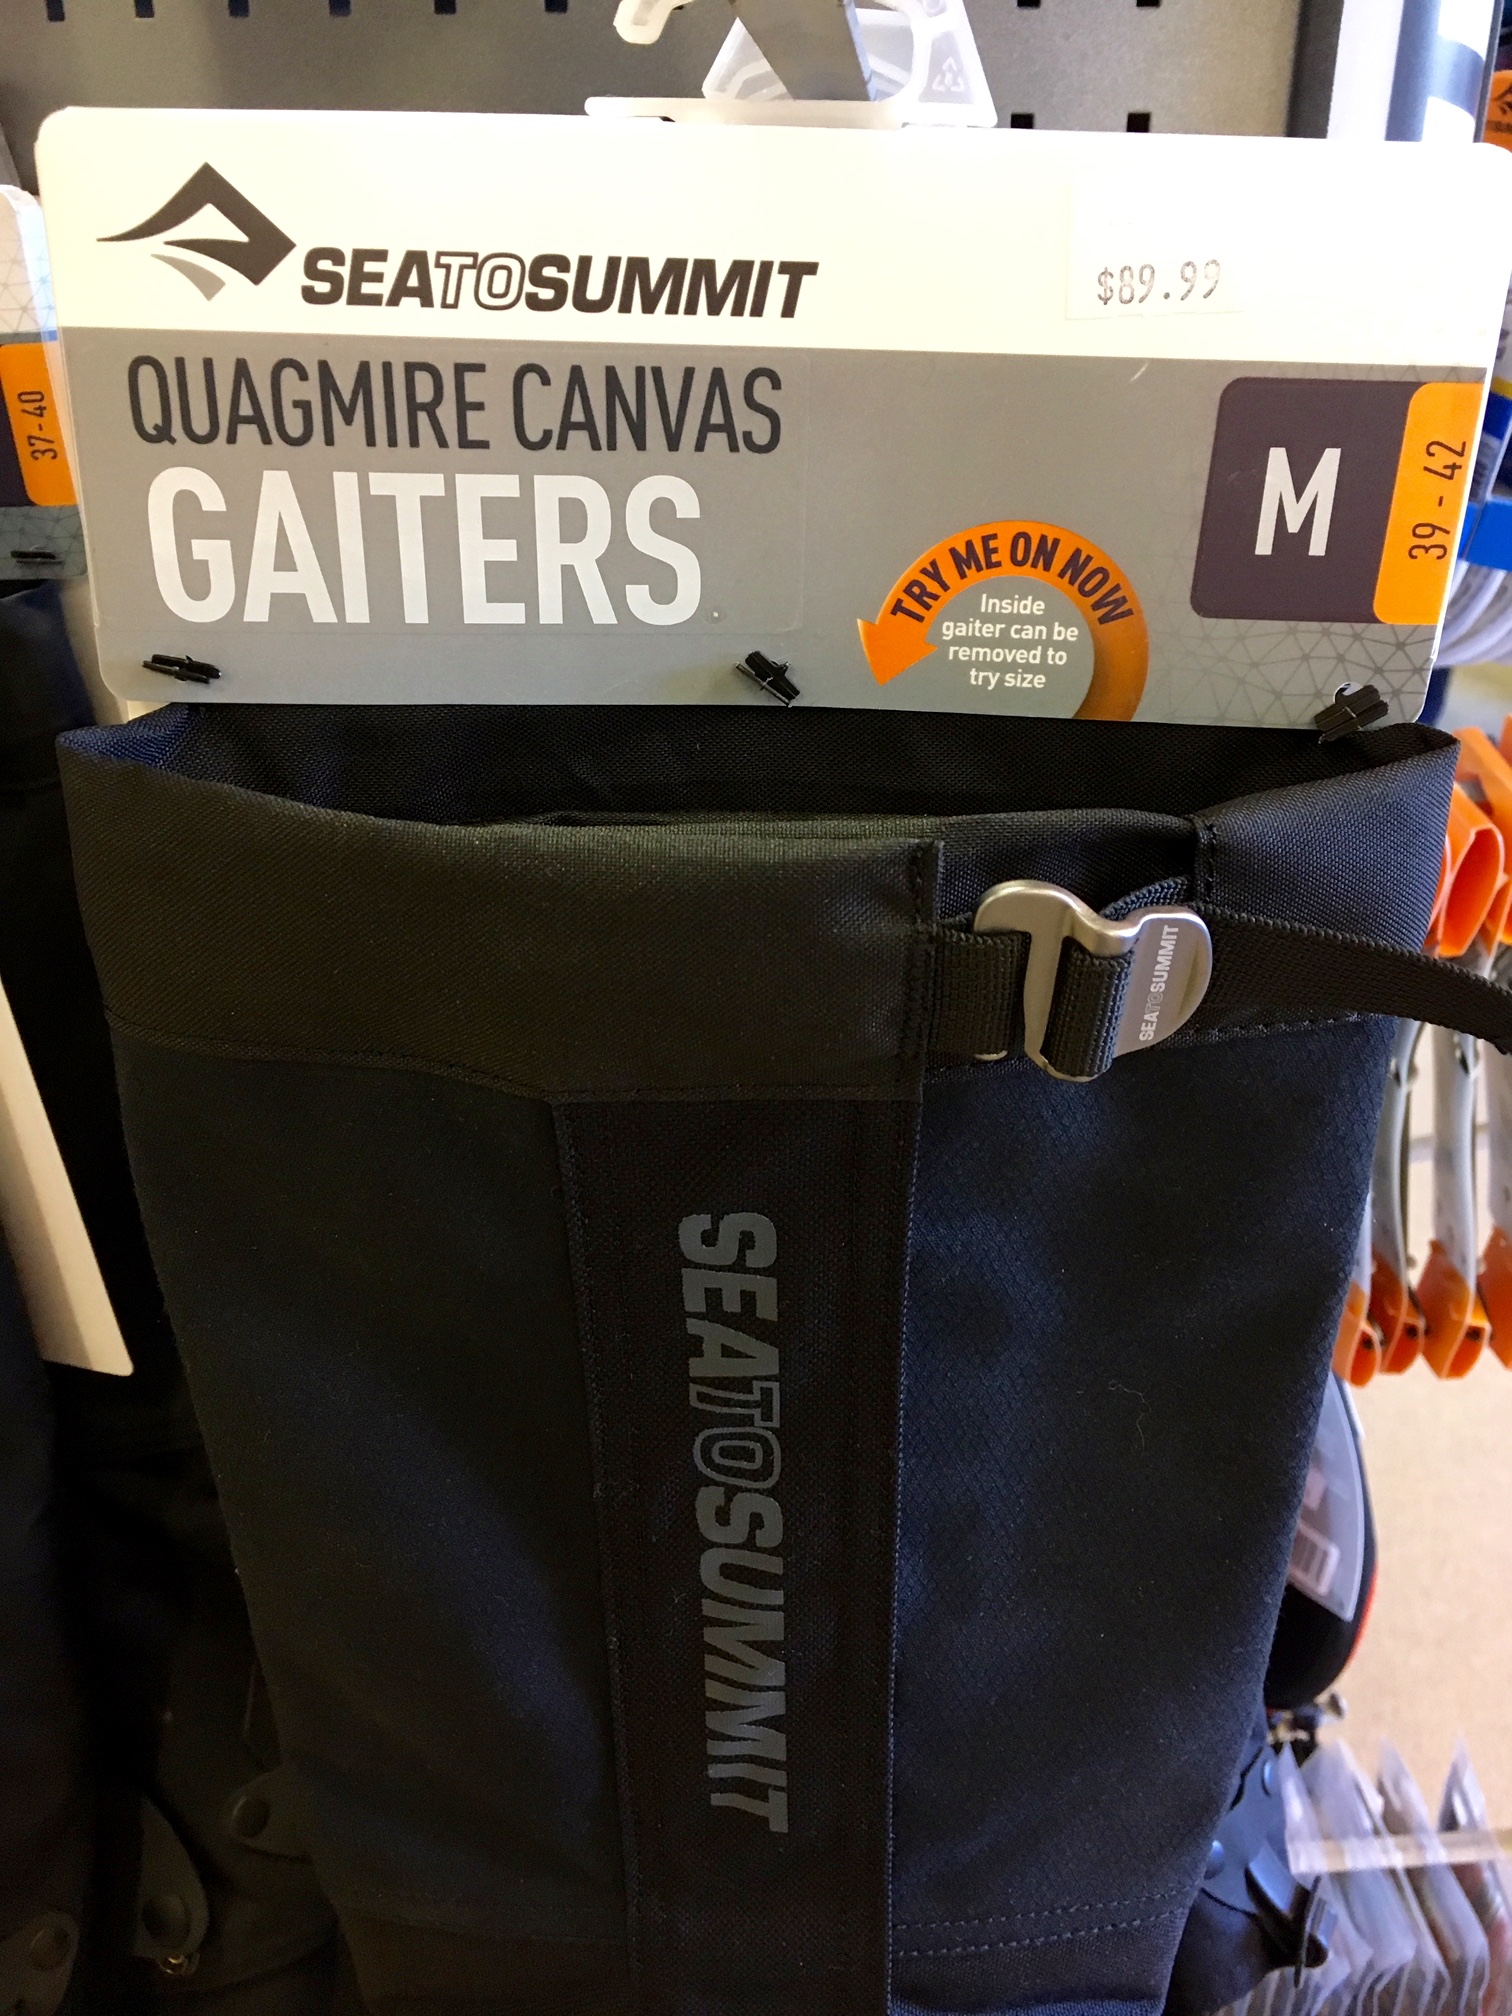 SEATOSUMMIT
$89.99
QUAGMIRE CANVAS
GAITERS
M
39 - 42
37-40
TRY ME ON NOW
Inside
gaiter can be
removed to
try size
SEATOSUMMIT
SEATOSUMMIT